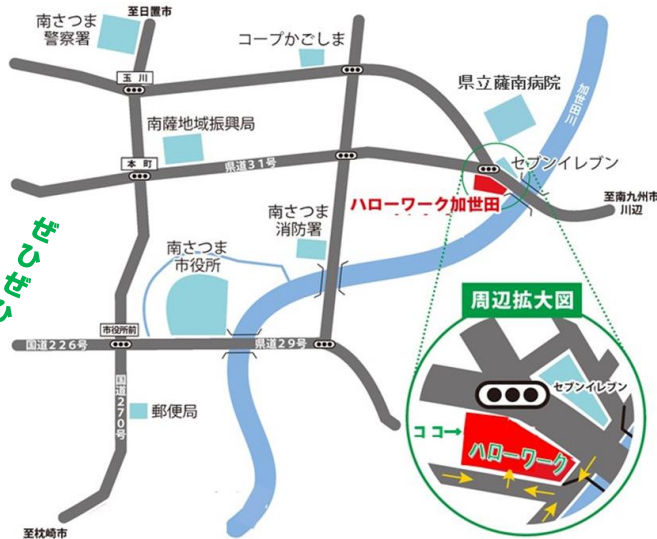 至日置市
南さつま
警察署
コープかごしま
玉川
県立薩南病院
加世田川
南薩地域振興局
本町
県道31号
セブンイレブン
ハローワーク加世田
至南九州市
川辺
ぜひぜひ
南さつま
消防署
南さつま
市役所
周辺拡大図
市役所前
国道226号
県道29号
セブンイレブン
国道270号
郵便局
ココ→
ハローワーク
至枕崎市